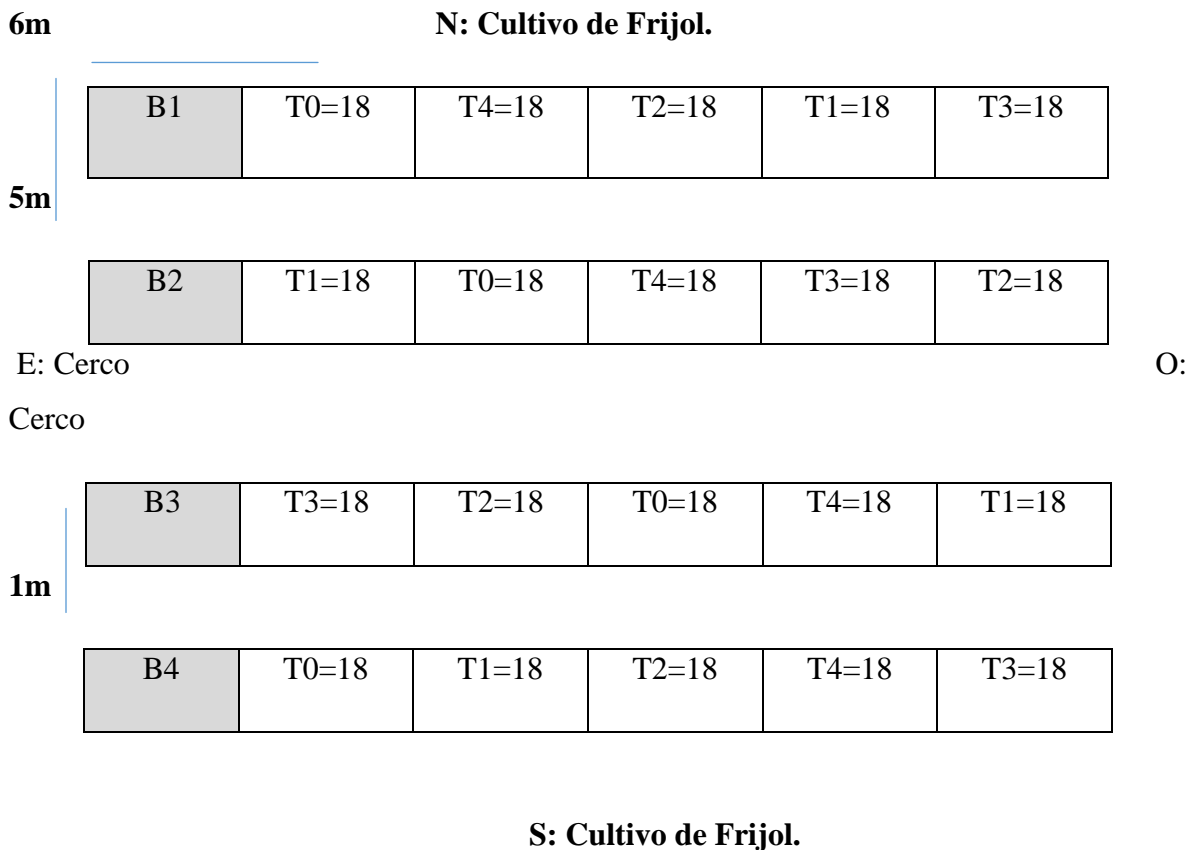 6m N: Cultivo de Frijol.
B1 T0=18 T4=18 T2=18 T1=18 T3=18
5m
B2 T1=18 T0=18 T4=18 T3=18 T2=18
E: Cerco O:
Cerco
B3 T3=18 T2=18 T0=18 T4=18 T1=18
1m
B4 T0=18 T1=18 T2=18 T4=18 T3=18
S: Cultivo de Frijol.